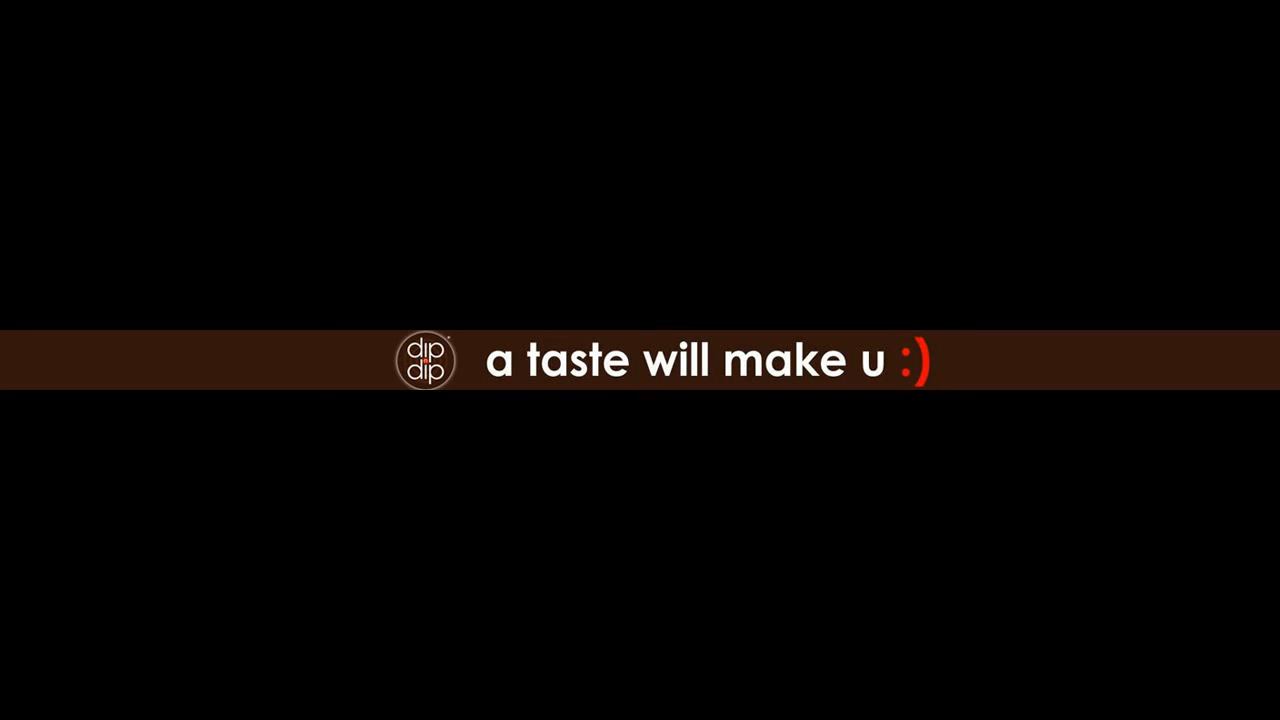 dip
n
dip
a taste will make u :)